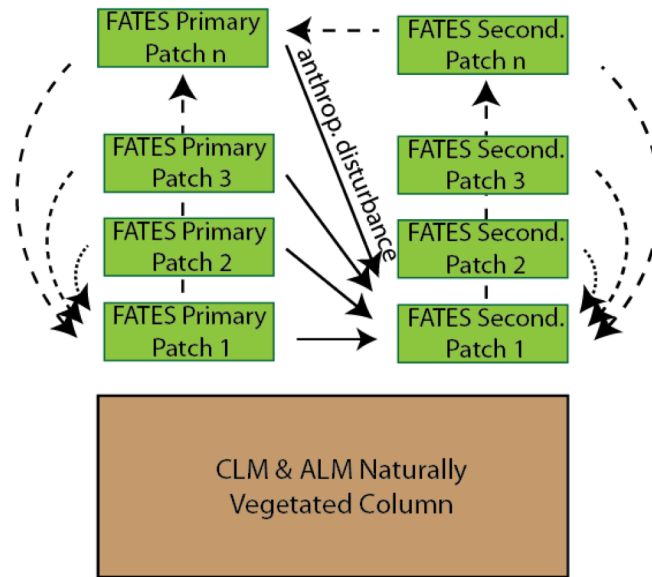 FATES Primary
Patch n
FATES Second.
Patch n
anthrop. disturbance
FATES Primary
Patch 3
FATES Second.
Patch 3
FATES Primary
Patch 2
FATES Second.
Patch 2
FATES Primary
Patch 1
FATES Second.
Patch 1
CLM & ALM Naturally
Vegetated Column